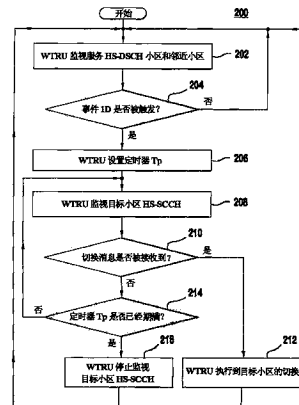 开始
200
WTRU 监视服务 HS-DSCH 小区和邻近小区
202
204
事件 1D 是否被触发?
否
是
WTRU 设置定时器 Tp
206
WTRU 监视目标小区 HS-SCCH
208
210
切换消息是否被接收到?
是
否
214
否
定时器 Tp 是否已经期满?
是
216
212
WTRU 停止监视
目标小区 HS-SCCH
WTRU 执行到目标小区的切换